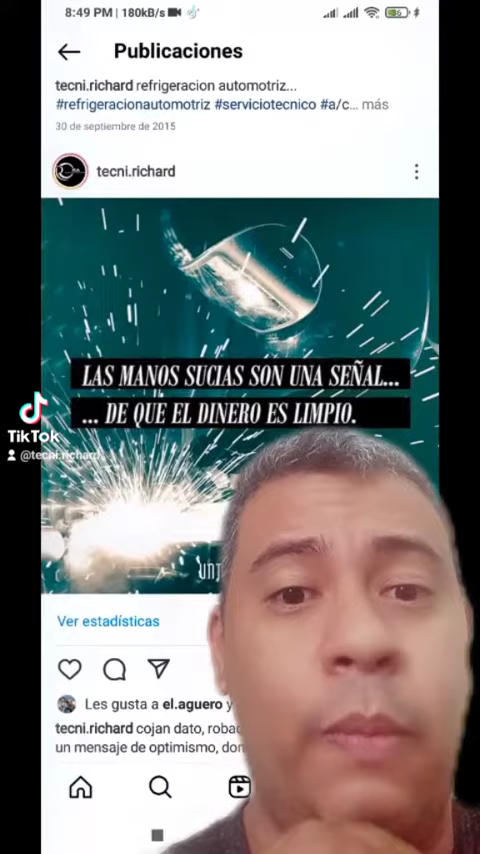 8:49 PM | 180kB/s
Publicaciones
tecni.richard refrigeracion automotriz...
#refrigeracionautomotriz #serviciotecnico #a/c... más
30 de septiembre de 2015
tecni.richard
LAS MANOS SUCIAS SON UNA SEÑAL...
... DE QUE EL DINERO ES LIMPIO.
TikTok
@tecni.richard
Ver estadísticas
Les gusta a el.aguero y
tecni.richard cojan dato, robad
un mensaje de optimismo, don